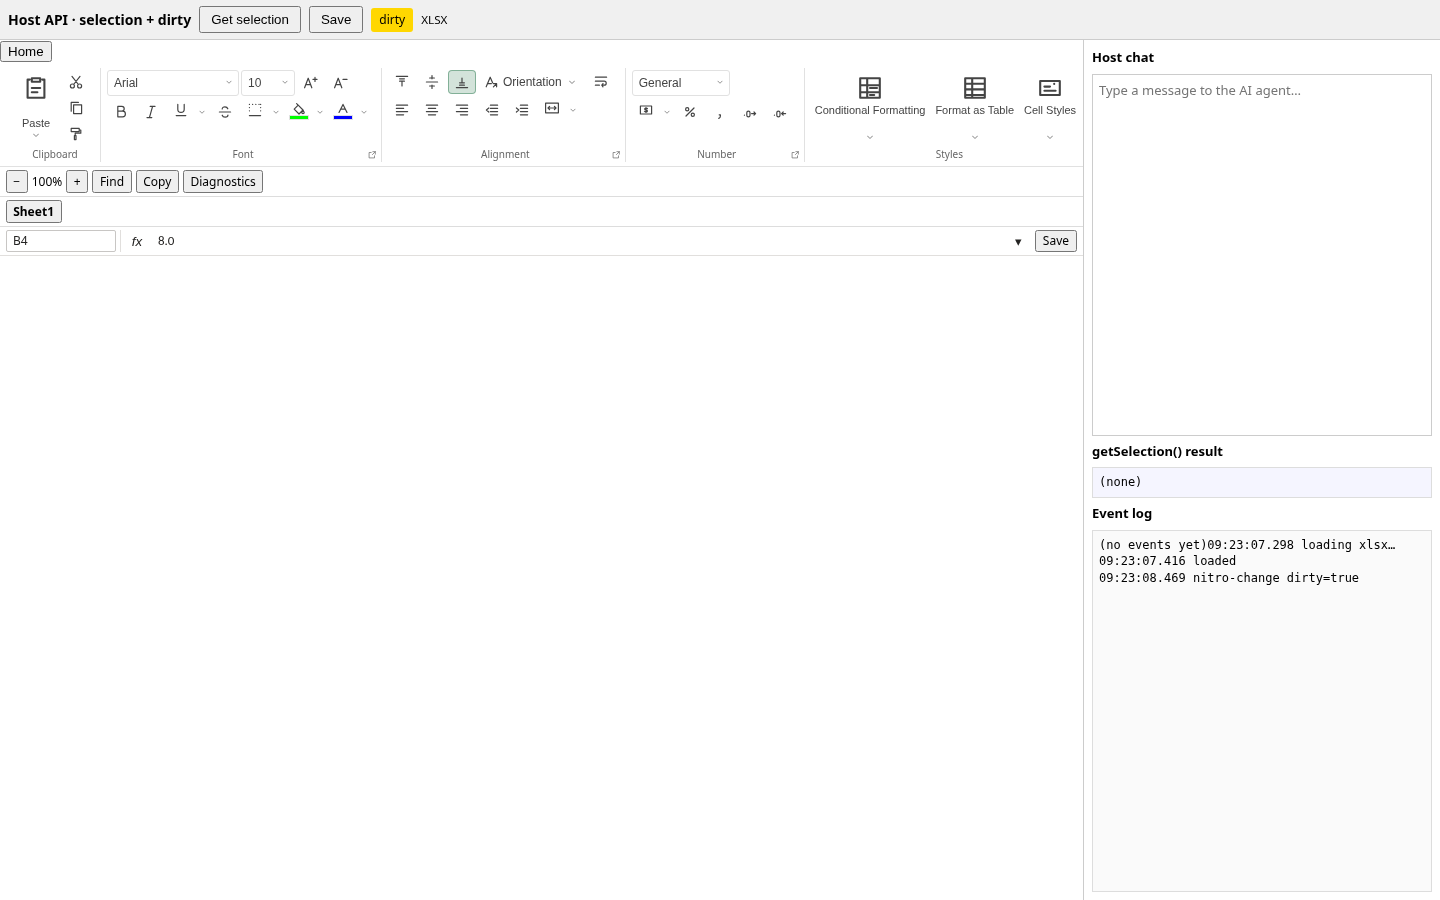 Host API · selection + dirty Get selection Save dirty XLSX
Home
Arial 10 Orientation General
Paste
Conditional Formatting Format as Table Cell Styles
Clipboard Font Alignment Number Styles
− 100% + Find Copy Diagnostics
Sheet1
B4 fx 8.0 Save
Host chat
Type a message to the AI agent...
getSelection() result
(none)
Event log
(no events yet)09:23:07.298 loading xlsx…
09:23:07.416 loaded
09:23:08.469 nitro-change dirty=true